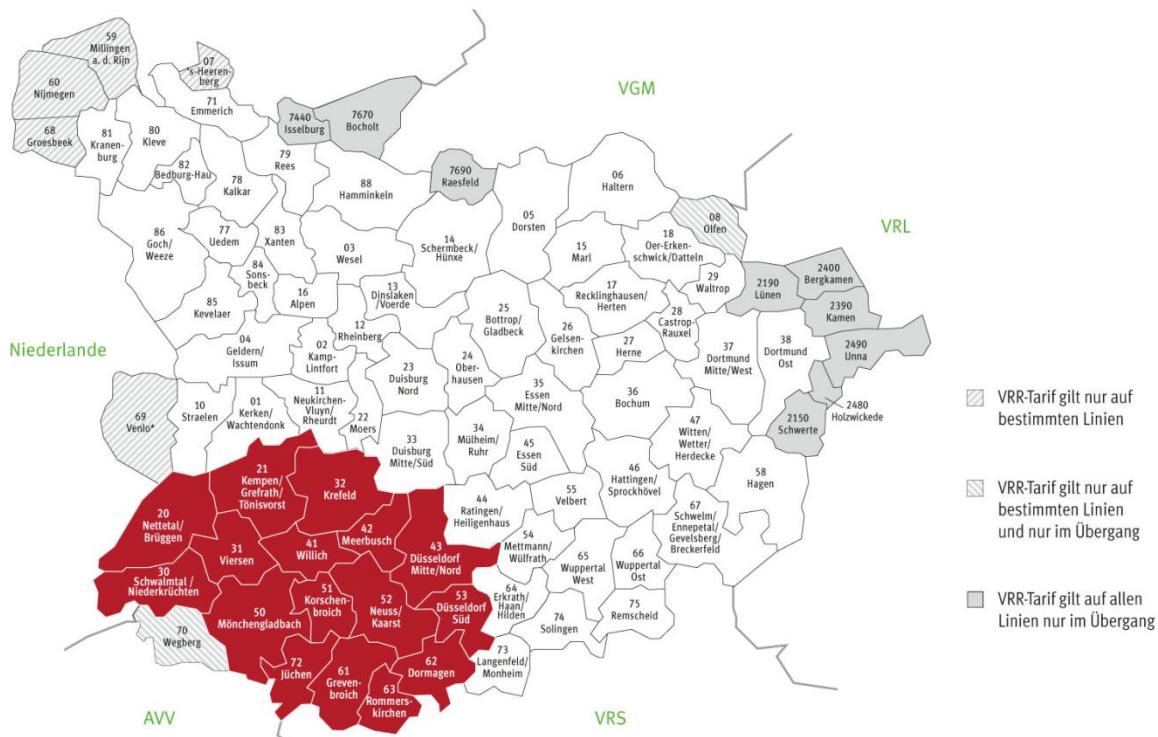 59
Millingen
a. d. Rijn
07
's-Heeren-
berg
60
Nijmegen
VGM
71
Emmerich
7440
Isselburg
7670
Bocholt
68
Groesbeek
81
Kranen-
burg
80
Kleve
82
Bedburg-Hau
79
Rees
78
Kalkar
88
Hamminkeln
7690
Raesfeld
06
Haltern
05
Dorsten
08
Olfen
VRL
86
Goch/
Weeze
77
Uedem
83
Xanten
03
Wesel
14
Schermbeck/
Hünxe
15
Marl
18
Oer-Erken-
schwick/Datteln
29
Waltrop
2190
Lünen
2400
Bergkamen
2390
Kamen
2490
Unna
84
Sons-
beck
85
Kevelaer
16
Alpen
13
Dinslaken
/Voerde
17
Recklinghausen/
Herten
25
Bottrop/
Gladbeck
26
Gelsen-
kirchen
28
Castrop-
Rauxel
27
Herne
37
Dortmund
Mitte/West
38
Dortmund
Ost
Niederlande
04
Geldern/
Issum
02
Kamp-
Lintfort
12
Rheinberg
23
Duisburg
Nord
24
Ober-
hausen
35
Essen
Mitte/Nord
36
Bochum
2480
Holzwickede
2150
Schwerte
69
Venlo*
10
Straelen
01
Kerken/
Wachtendonk
11
Neukirchen-
Vluyn/
Rheurdt
22
Moers
33
Duisburg
Mitte/Süd
34
Mülheim/
Ruhr
45
Essen
Süd
47
Witten/
Wetter/
Herdecke
46
Hattingen/
Sprockhövel
58
Hagen
21
Kempen/
Grefrath/
Tönisvorst
32
Krefeld
44
Ratingen/
Heiligenhaus
55
Velbert
67
Schwelm/
Ennepetal/
Gevelsberg/
Breckerfeld
20
Nettetal/
Brüggen
31
Viersen
41
Willich
42
Meerbusch
43
Düsseldorf
Mitte/Nord
54
Mettmann/
Wülfrath
65
Wuppertal
West
66
Wuppertal
Ost
30
Schwalmtal
/Niederkrüchten
50
Mönchengladbach
51
Korschen-
broich
52
Neuss/
Kaarst
53
Düsseldorf
Süd
64
Erkrath/
Haan/
Hilden
74
Solingen
75
Remscheid
70
Wegberg
72
Jüchen
61
Greven-
broich
62
Dormagen
63
Rommers-
kirchen
73
Langenfeld/
Monheim
AVV
VRS
VRR-Tarif gilt nur auf
bestimmten Linien
VRR-Tarif gilt nur auf
bestimmten Linien
und nur im Übergang
VRR-Tarif gilt auf allen
Linien nur im Übergang